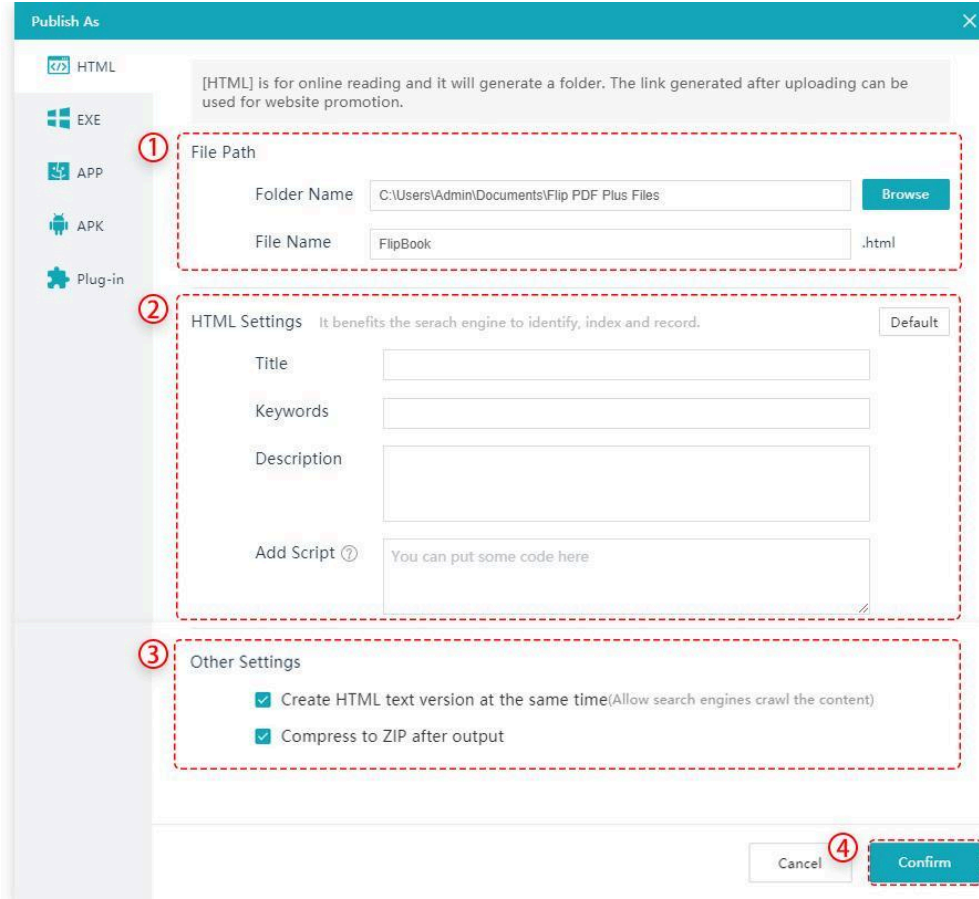 Publish As
HTML
EXE
APP
APK
Plug-in
[HTML] is for online reading and it will generate a folder. The link generated after uploading can be
used for website promotion.
①
File Path
Folder Name C:\Users\Admin\Documents\Flip PDF Plus Files Browse
File Name FlipBook .html
②
HTML Settings It benefits the serach engine to identify, index and record. Default
Title
Keywords
Description
Add Script ? You can put some code here
③
Other Settings
Create HTML text version at the same time(Allow search engines crawl the content)
Compress to ZIP after output
Cancel ④ Confirm